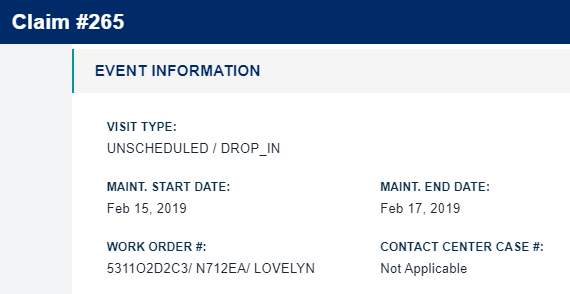 Claim #265
EVENT INFORMATION
VISIT TYPE:
UNSCHEDULED / DROP_IN
MAINT. START DATE:
MAINT. END DATE:
Feb 15, 2019
Feb 17, 2019
WORK ORDER #:
CONTACT CENTER CASE #:
5311O2D2C3/ N712EA/ LOVELYN
Not Applicable